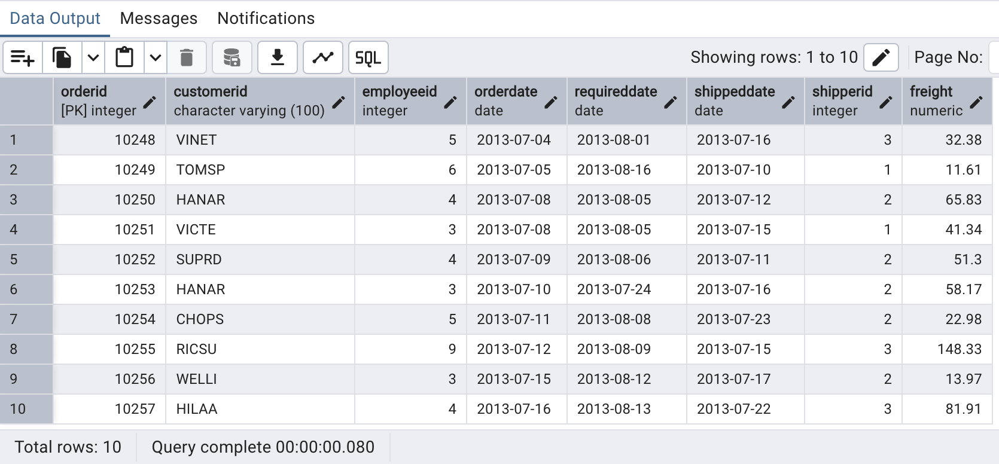 Data Output Messages Notifications
SQL Showing rows: 1 to 10 Page No:
orderid customerid employeeid orderdate requireddate shippeddate shipperid freight
[PK] integer character varying (100) integer date date date integer numeric
1 10248 VINET 5 2013-07-04 2013-08-01 2013-07-16 3 32.38
2 10249 TOMSP 6 2013-07-05 2013-08-16 2013-07-10 1 11.61
3 10250 HANAR 4 2013-07-08 2013-08-05 2013-07-12 2 65.83
4 10251 VICTE 3 2013-07-08 2013-08-05 2013-07-15 1 41.34
5 10252 SUPRD 4 2013-07-09 2013-08-06 2013-07-11 2 51.3
6 10253 HANAR 3 2013-07-10 2013-07-24 2013-07-16 2 58.17
7 10254 CHOPS 5 2013-07-11 2013-08-08 2013-07-23 2 22.98
8 10255 RICSU 9 2013-07-12 2013-08-09 2013-07-15 3 148.33
9 10256 WELLI 3 2013-07-15 2013-08-12 2013-07-17 2 13.97
10 10257 HILAA 4 2013-07-16 2013-08-13 2013-07-22 3 81.91
Total rows: 10 Query complete 00:00:00.080